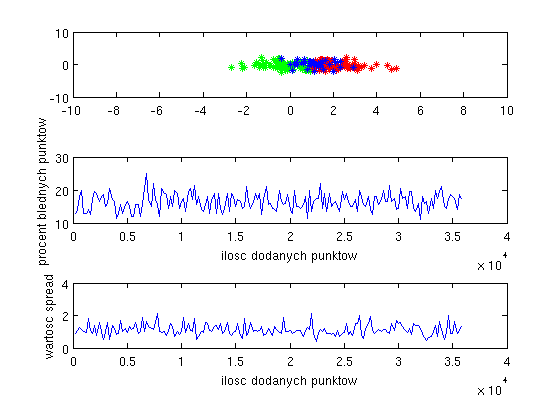 10
0
-10
-10 -8 -6 -4 -2 0 2 4 6 8 10
procent blednych punktow
30
20
10
0 0.5 1 1.5 2 2.5 3 3.5 4
ilosc dodanych punktow
x 10 4
wartosc spread
4
2
0
0 0.5 1 1.5 2 2.5 3 3.5 4
ilosc dodanych punktow
x 10 4